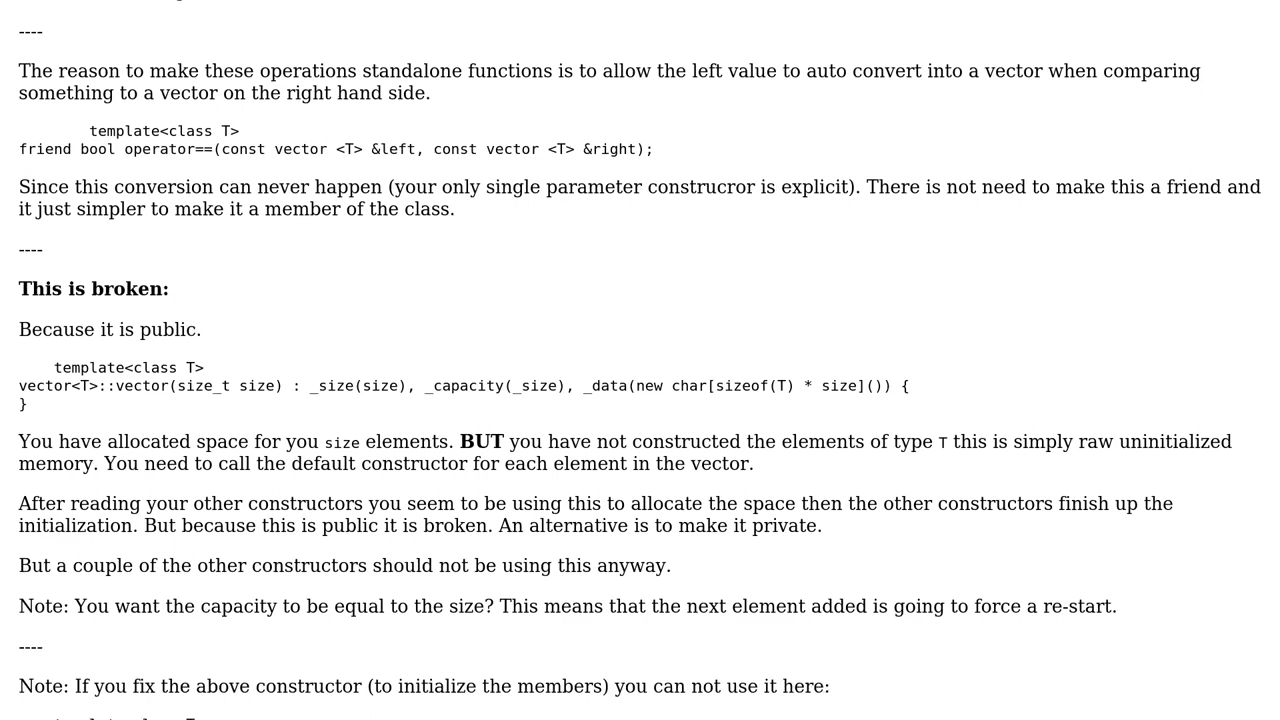 ----
The reason to make these operations standalone functions is to allow the left value to auto convert into a vector when comparing
something to a vector on the right hand side.
template<class T>
friend bool operator==(const vector <T> &left, const vector <T> &right);
Since this conversion can never happen (your only single parameter construcror is explicit). There is not need to make this a friend and
it just simpler to make it a member of the class.
----
This is broken:
Because it is public.
template<class T>
vector<T>::vector(size_t size) : _size(size), _capacity(_size), _data(new char[sizeof(T) * size]()) {
}
You have allocated space for you size elements. BUT you have not constructed the elements of type T this is simply raw uninitialized
memory. You need to call the default constructor for each element in the vector.
After reading your other constructors you seem to be using this to allocate the space then the other constructors finish up the
initialization. But because this is public it is broken. An alternative is to make it private.
But a couple of the other constructors should not be using this anyway.
Note: You want the capacity to be equal to the size? This means that the next element added is going to force a re-start.
----
Note: If you fix the above constructor (to initialize the members) you can not use it here: